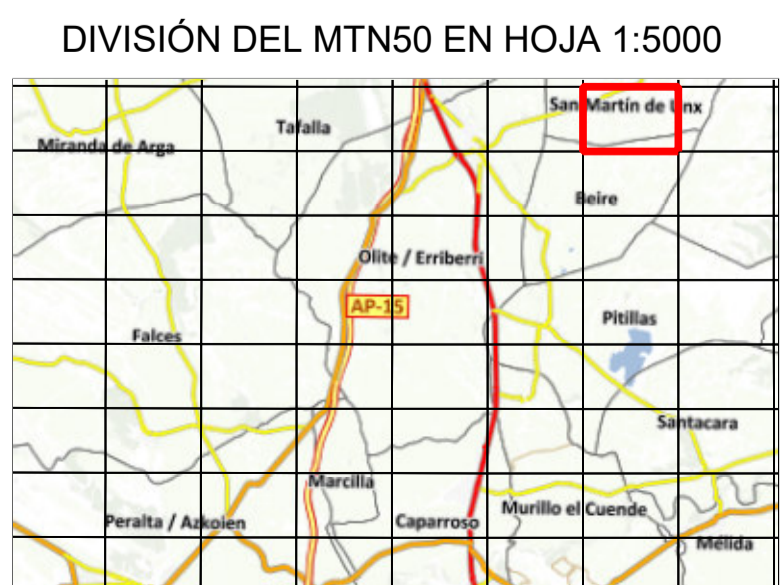 DIVISIÓN DEL MTN50 EN HOJA 1:5000
San Martín de Unx
Tafalla
Miranda de Arga
Beire
Olite / Erriberri
AP-15
Pitillas
Falces
Santacara
Marcilla
Murillo el Cuende
Peralta / Azkoien
Caparroso
Mélida